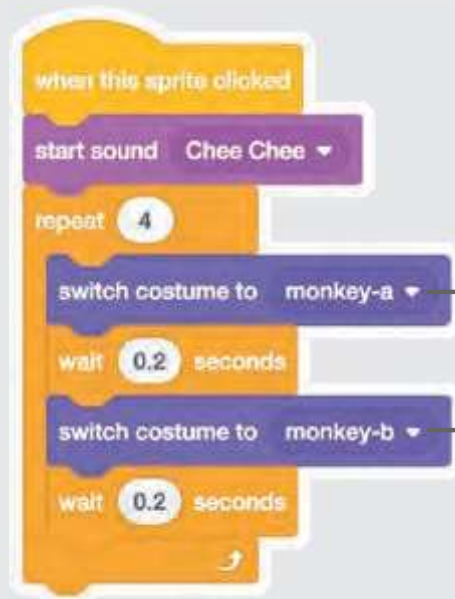 when this sprite clicked
start sound Chee Chee
repeat 4
switch costume to monkey-a
wait 0.2 seconds
switch costume to monkey-b
wait 0.2 seconds